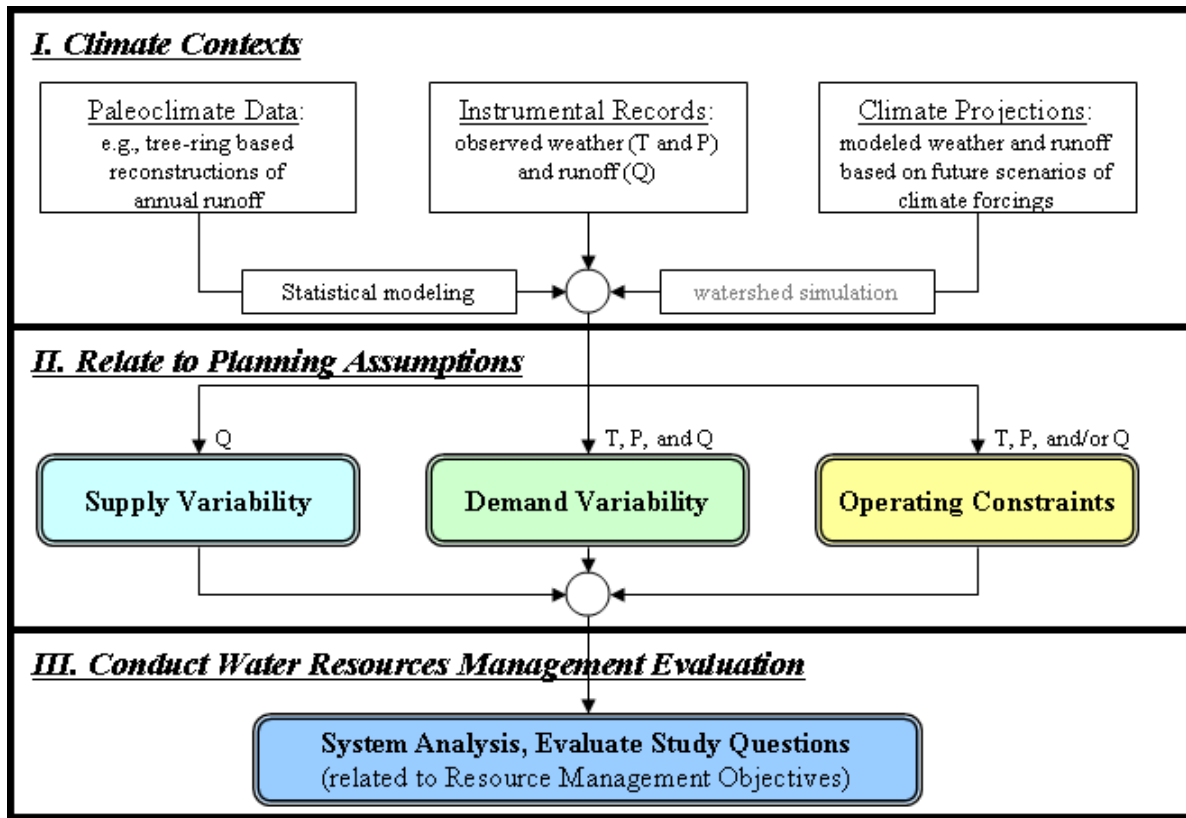 I. Climate Contexts
Paleoclimate Data:
e.g., tree-ring based
reconstructions of
annual runoff
Instrumental Records:
observed weather (T and P)
and runoff (Q)
Climate Projections:
modeled weather and runoff
based on future scenarios of
climate forcings
Statistical modeling
watershed simulation
II. Relate to Planning Assumptions
Q
T, P, and Q
T, P, and/or Q
Supply Variability
Demand Variability
Operating Constraints
III. Conduct Water Resources Management Evaluation
System Analysis, Evaluate Study Questions
(related to Resource Management Objectives)